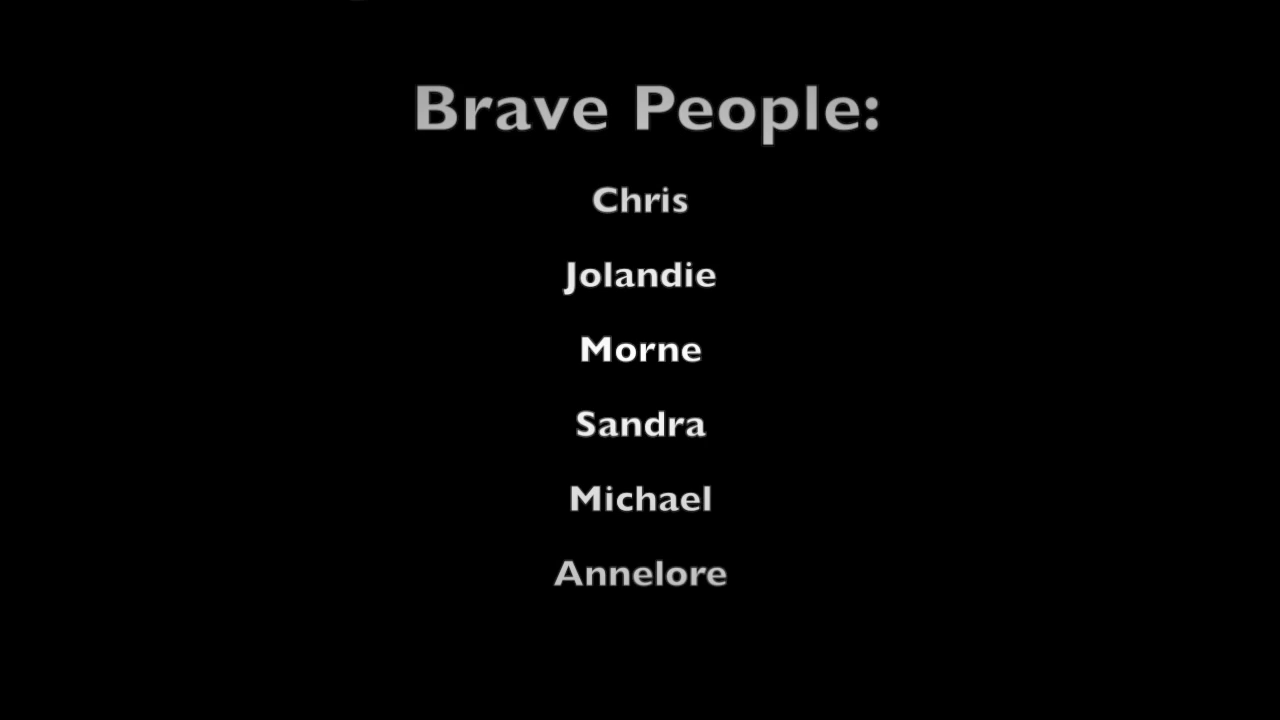 Brave People:
Chris
Jolandie
Morne
Sandra
Michael
Annelore